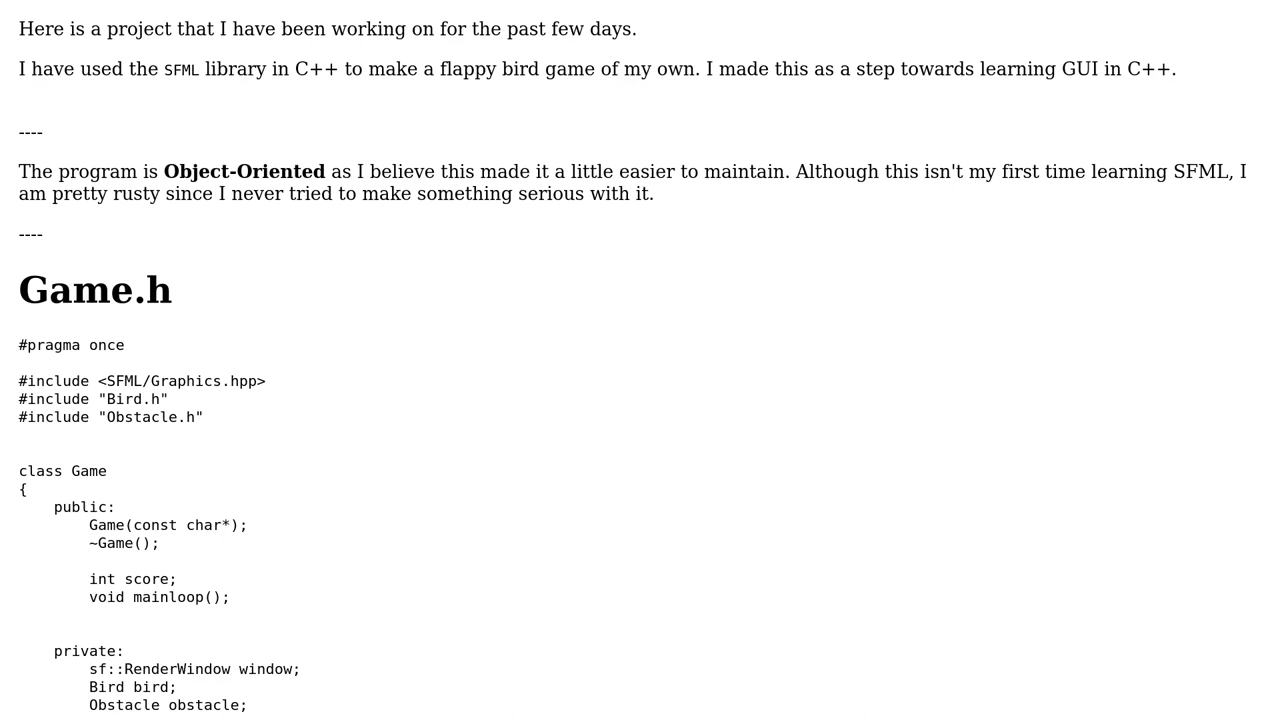 Here is a project that I have been working on for the past few days.
I have used the SFML library in C++ to make a flappy bird game of my own. I made this as a step towards learning GUI in C++.
----
The program is Object-Oriented as I believe this made it a little easier to maintain. Although this isn't my first time learning SFML, I
am pretty rusty since I never tried to make something serious with it.
----
Game.h
#pragma once
#include <SFML/Graphics.hpp>
#include "Bird.h"
#include "Obstacle.h"
class Game
{
    public:
        Game(const char*);
        ~Game();
        int score;
        void mainloop();
    private:
        sf::RenderWindow window;
        Bird bird;
        Obstacle obstacle;